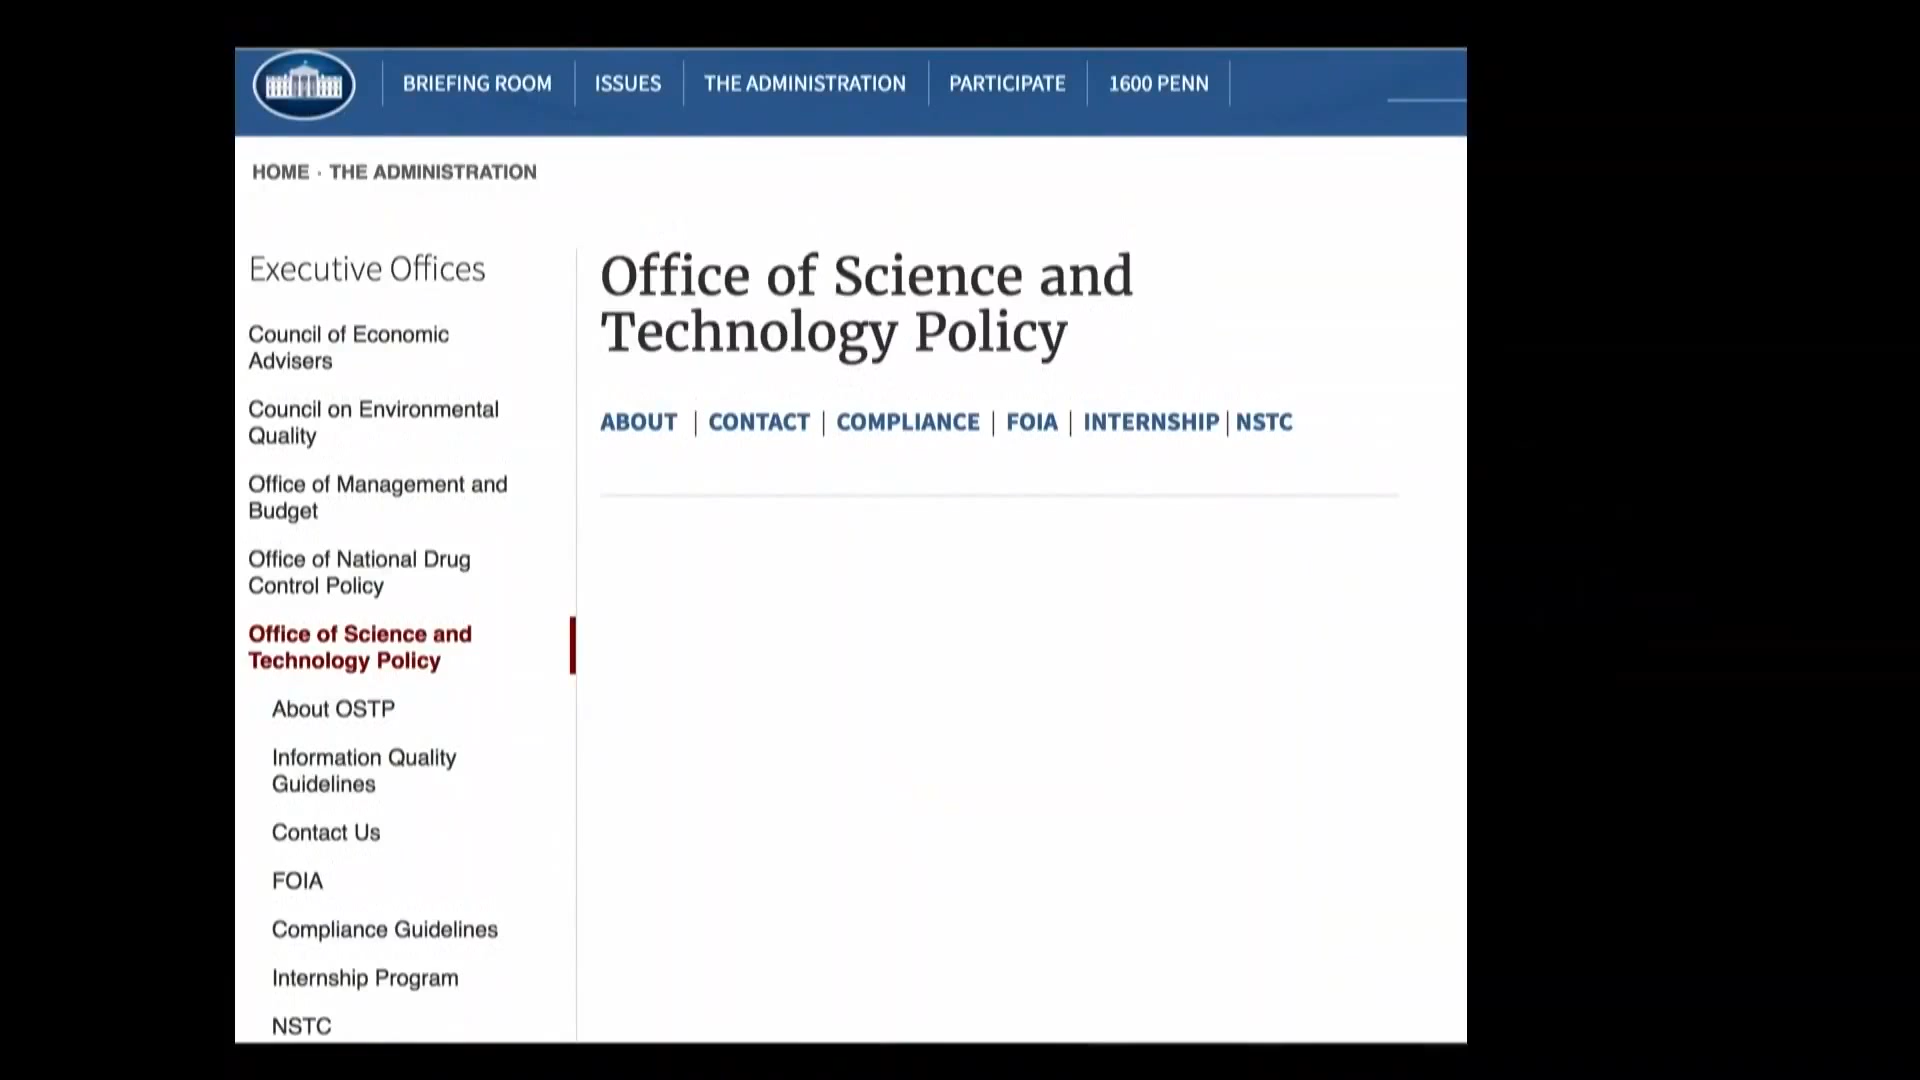 BRIEFING ROOM
ISSUES
THE ADMINISTRATION
PARTICIPATE
1600 PENN
HOME · THE ADMINISTRATION
Executive Offices
Council of Economic
Advisers
Council on Environmental
Quality
Office of Management and
Budget
Office of National Drug
Control Policy
Office of Science and
Technology Policy
About OSTP
Information Quality
Guidelines
Contact Us
FOIA
Compliance Guidelines
Internship Program
NSTC
Office of Science and
Technology Policy
ABOUT | CONTACT | COMPLIANCE | FOIA | INTERNSHIP | NSTC